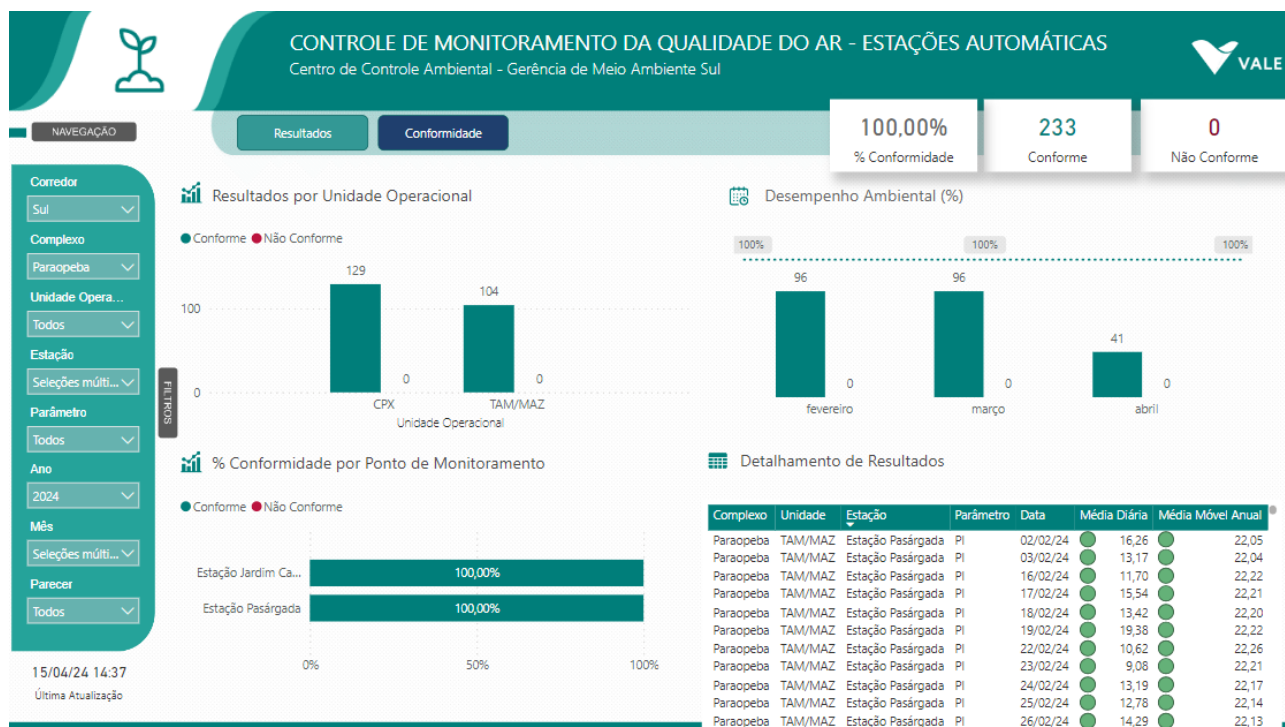 CONTROLE DE MONITORAMENTO DA QUALIDADE DO AR - ESTAÇÕES AUTOMÁTICAS
Centro de Controle Ambiental - Gerência de Meio Ambiente Sul
VALE
NAVEGAÇÃO
Resultados
Conformidade
100,00%
% Conformidade
233
Conforme
0
Não Conforme
Corredor
Sul
Complexo
Paraopeba
Unidade Opera...
Todos
Estação
Seleções múlti...
Parâmetro
Todos
Ano
2024
Mês
Seleções múlti...
Parecer
Todos
15/04/24 14:37
Última Atualização
FILTROS
Resultados por Unidade Operacional
Conforme Não Conforme
129
104
100
0 0
0
CPX TAM/MAZ
Unidade Operacional
Desempenho Ambiental (%)
100% 100% 100%
96 96
41
0 0 0
fevereiro março abril
% Conformidade por Ponto de Monitoramento
Conforme Não Conforme
Estação Jardim Ca... 100,00%
Estação Pasárgada 100,00%
0% 50% 100%
Detalhamento de Resultados
Complexo Unidade Estação Parâmetro Data Média Diária Média Móvel Anual
Paraopeba TAM/MAZ Estação Pasárgada PI 02/02/24 16,26 22,05
Paraopeba TAM/MAZ Estação Pasárgada PI 03/02/24 13,17 22,04
Paraopeba TAM/MAZ Estação Pasárgada PI 16/02/24 11,70 22,22
Paraopeba TAM/MAZ Estação Pasárgada PI 17/02/24 15,54 22,21
Paraopeba TAM/MAZ Estação Pasárgada PI 18/02/24 13,42 22,20
Paraopeba TAM/MAZ Estação Pasárgada PI 19/02/24 19,38 22,22
Paraopeba TAM/MAZ Estação Pasárgada PI 22/02/24 10,62 22,26
Paraopeba TAM/MAZ Estação Pasárgada PI 23/02/24 9,08 22,21
Paraopeba TAM/MAZ Estação Pasárgada PI 24/02/24 13,19 22,17
Paraopeba TAM/MAZ Estação Pasárgada PI 25/02/24 12,78 22,14
Paraopeba TAM/MAZ Estação Pasárgada PI 26/02/24 14,29 22,13